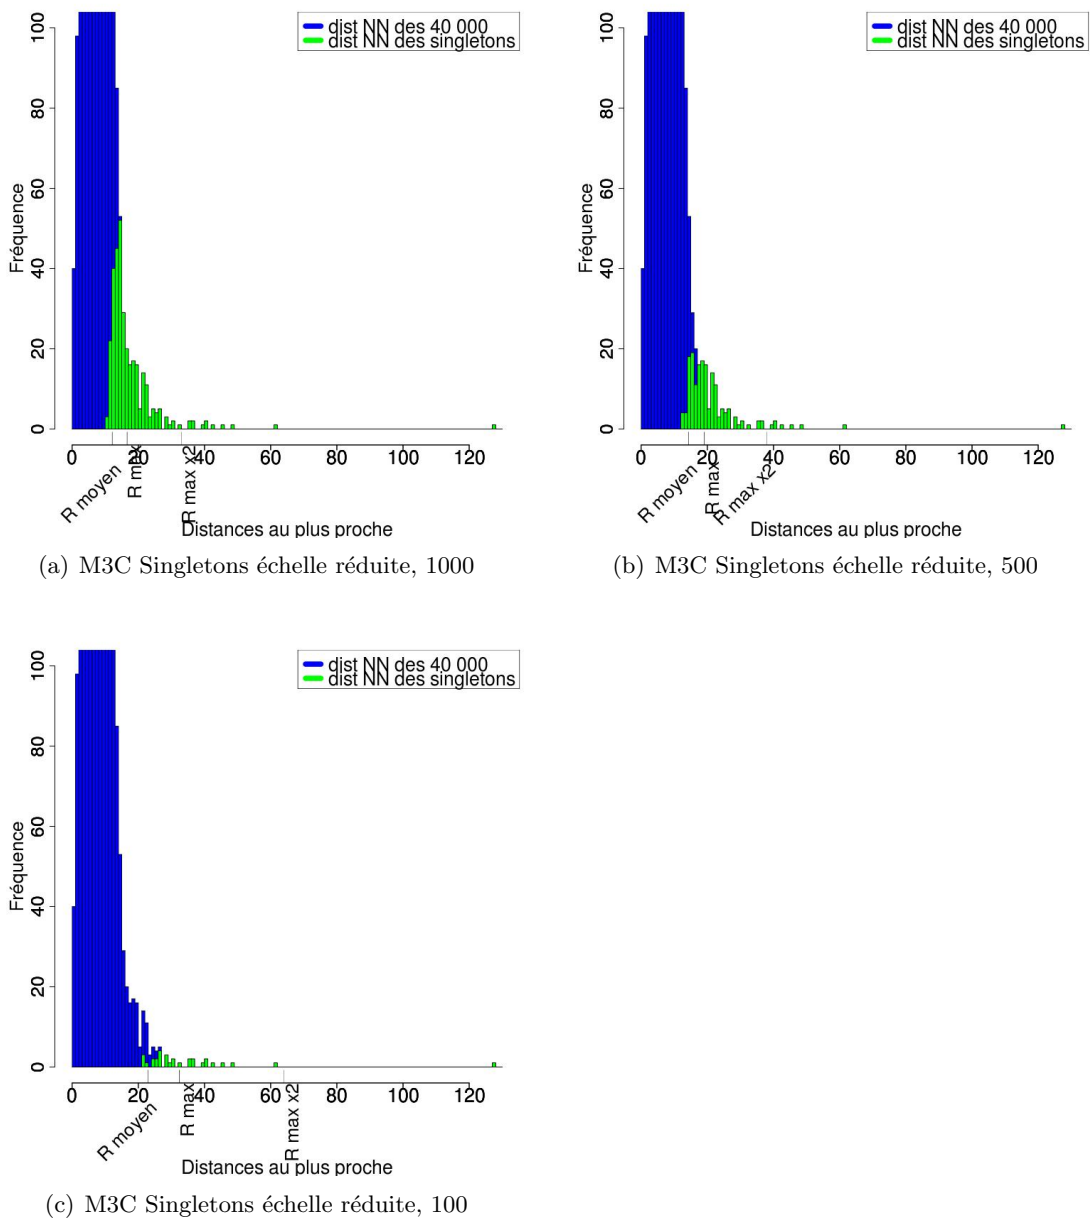 dist NN des 40 000
dist NN des singletons
Fréquence
0 20 40 60 80 100
0 20 40 60 80 100 120
R moyen
R max
R max x2
Distances au plus proche
(a) M3C Singletons échelle réduite, 1000
dist NN des 40 000
dist NN des singletons
Fréquence
0 20 40 60 80 100
0 20 40 60 80 100 120
R moyen
R max
R max x2
Distances au plus proche
(b) M3C Singletons échelle réduite, 500
dist NN des 40 000
dist NN des singletons
Fréquence
0 20 40 60 80 100
0 20 40 60 80 100 120
R moyen
R max
R max x2
Distances au plus proche
(c) M3C Singletons échelle réduite, 100